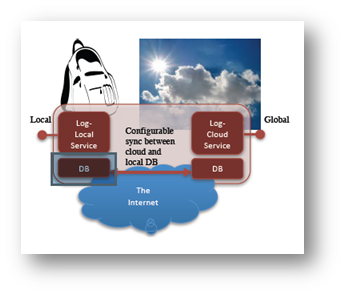 Local
Log-
Local
Service
DB
Configurable
sync between
cloud and
local DB
Log-
Cloud
Service
DB
Global
The
Internet